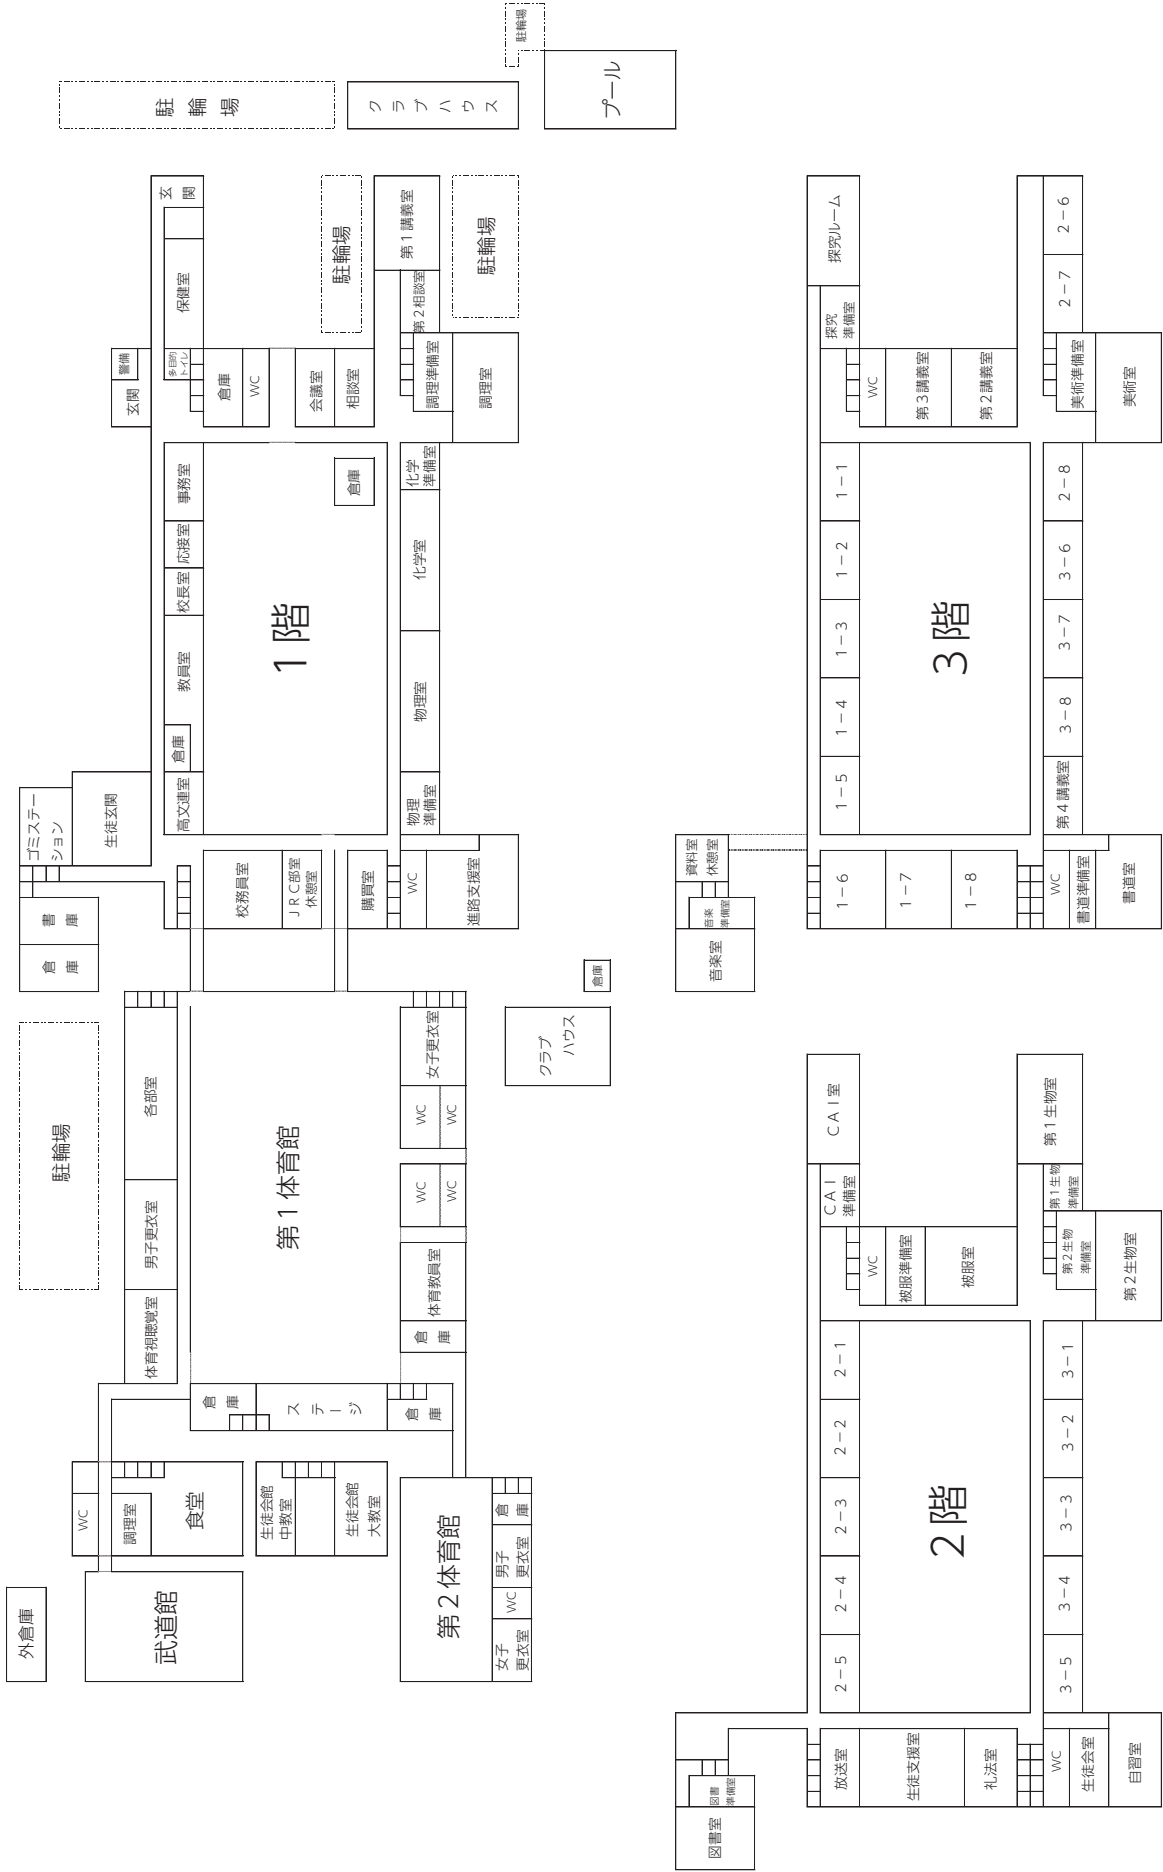 駐輪場
外倉庫
駐輪場
倉　庫
書　庫
ゴミステー
ション
生徒玄関
玄関
警備
駐輪場
クラブハウス
駐輪場
プール
武道館
WC
調理室
食堂
生徒会館
中教室
生徒会館
大教室
第２体育館
女子
更衣室
WC
男子
更衣室
倉　庫
体育視聴覚室
男子更衣室
各部室
倉　庫
ステージ
倉　庫
第１体育館
倉　庫
体育教員室
WC
WC
WC
WC
女子更衣室
クラブ
ハウス
倉庫
校務員室
ＪＲＣ部室
休憩室
購買室
WC
進路支援室
高文連室
倉庫
教員室
校長室
応接室
事務室
多目的
トイレ
保健室
玄　関
１階
倉庫
WC
会議室
相談室
倉庫
駐輪場
物理
準備室
物理室
化学室
化学
準備室
調理準備室
調理室
第２相談室
第１講義室
駐輪場
図書室
図書
準備室
放送室
生徒支援室
礼法室
WC
生徒会室
自習室
２－５
２－４
２－３
２－２
２－１
２階
WC
被服準備室
被服室
ＣＡＩ
準備室
ＣＡＩ室
３－５
３－４
３－３
３－２
３－１
第２生物
準備室
第２生物室
第１生物
準備室
第１生物室
音楽室
音楽
準備室
資料室
休憩室
１－６
１－７
１－８
WC
書道準備室
書道室
１－５
１－４
１－３
１－２
１－１
３階
WC
第３講義室
第２講義室
探究
準備室
探究ルーム
第４講義室
３－８
３－７
３－６
２－８
美術準備室
美術室
２－７
２－６